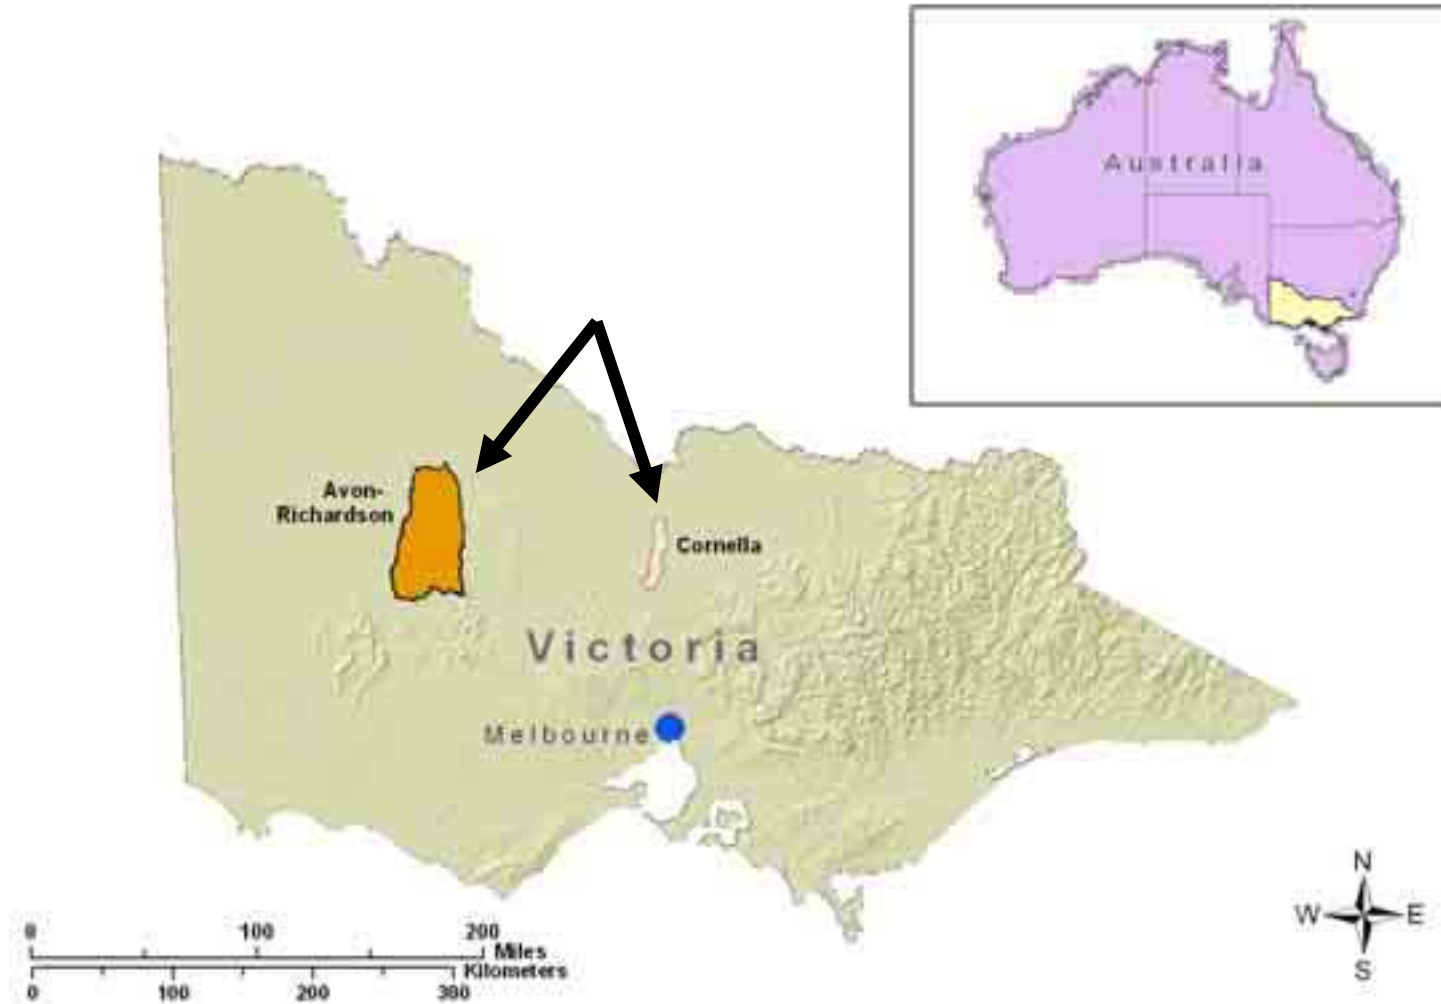 Australia
Avon-
Richardson
Cornella
Victoria
Melbourne
N
W E
S
0 100 200
Miles
Kilometers
0 100 200 300